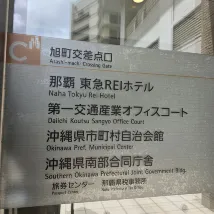 C
旭町交差点口
Asahi-machi Crossing Gate
那覇 東急REIホテル
Naha Tokyu Rei Hotel
第一交通産業オフィスコート
Daiichi Koutsu Sangyo Office Court
沖縄県市町村自治会館
Okinawa Pref. Municipal Center
沖縄県南部合同庁舎
Southern Okinawa Prefectural Joint Government Bldg.
旅券センター 那覇県税事務所
Passport Center